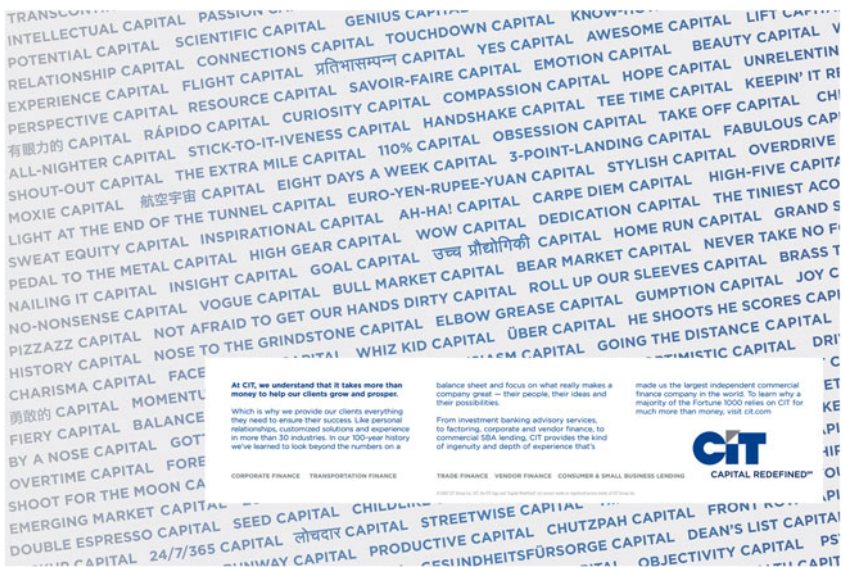 INTELLECTUAL CAPITAL PASSION
POTENTIAL CAPITAL SCIENTIFIC CAPITAL GENIUS CAPITAL
RELATIONSHIP CAPITAL CONNECTIONS CAPITAL TOUCHDOWN CAPITAL KNOW-HOW
EXPERIENCE CAPITAL FLIGHT CAPITAL प्रतिभासम्पन्न CAPITAL YES CAPITAL AWESOME CAPITAL LIFT CAPITAL
PERSPECTIVE CAPITAL RESOURCE CAPITAL SAVOIR-FAIRE CAPITAL EMOTION CAPITAL BEAUTY CAPITAL
有眼力的 CAPITAL RÁPIDO CAPITAL CURIOSITY CAPITAL COMPASSION CAPITAL HOPE CAPITAL UNRELENTIN
ALL-NIGHTER CAPITAL STICK-TO-IT-IVENESS CAPITAL HANDSHAKE CAPITAL TEE TIME CAPITAL KEEPIN' IT RE
SHOUT-OUT CAPITAL THE EXTRA MILE CAPITAL 110% CAPITAL OBSESSION CAPITAL TAKE OFF CAPITAL CH
MOXIE CAPITAL 航空宇宙 CAPITAL EIGHT DAYS A WEEK CAPITAL 3-POINT-LANDING CAPITAL FABULOUS CAP
LIGHT AT THE END OF THE TUNNEL CAPITAL EURO-YEN-RUPEE-YUAN CAPITAL STYLISH CAPITAL OVERDRIVE
SWEAT EQUITY CAPITAL INSPIRATIONAL CAPITAL AH-HA! CAPITAL CARPE DIEM CAPITAL HIGH-FIVE CAPITA
PEDAL TO THE METAL CAPITAL HIGH GEAR CAPITAL WOW CAPITAL DEDICATION CAPITAL THE TINIEST ACO
NAILING IT CAPITAL INSIGHT CAPITAL GOAL CAPITAL उच्च प्रौद्योगिकी CAPITAL HOME RUN CAPITAL GRAND S
NO-NONSENSE CAPITAL VOGUE CAPITAL BULL MARKET CAPITAL BEAR MARKET CAPITAL NEVER TAKE NO F
PIZZAZZ CAPITAL NOT AFRAID TO GET OUR HANDS DIRTY CAPITAL ROLL UP OUR SLEEVES CAPITAL BRASS T
HISTORY CAPITAL NOSE TO THE GRINDSTONE CAPITAL ELBOW GREASE CAPITAL GUMPTION CAPITAL JOY C
CHARISMA CAPITAL FACE WHIZ KID CAPITAL ÜBER CAPITAL HE SHOOTS HE SCORES CAPI
勇敢的 CAPITAL MOMENTU CAPITAL GOING THE DISTANCE CAPITAL
FIERY CAPITAL BALANCE CAPITAL DRI
BY A NOSE CAPITAL GOT
OVERTIME CAPITAL FORE
SHOOT FOR THE MOON CA
EMERGING MARKET CAPITAL
DOUBLE ESPRESSO CAPITAL SEED CAPITAL
CAPITAL 24/7/365 CAPITAL लोचदार CAPITAL STREETWISE CAPITAL CHUTZPAH CAPITAL FRONT
PRODUCTIVE CAPITAL GESUNDHEITSFÜRSORGE CAPITAL DEAN'S LIST CAPITAL
OBJECTIVITY CAPITAL
At CIT, we understand that it takes more than
money to help our clients grow and prosper.
Which is why we provide our clients everything
they need to ensure their success. Like personal
relationships, customized solutions and experience
in more than 30 industries. In our 100-year history
we've learned to look beyond the numbers on a
balance sheet and focus on what really makes a
company great — their people, their ideas and
their possibilities.
From investment banking advisory services,
to factoring, corporate and vendor finance, to
commercial SBA lending, CIT provides the kind
of ingenuity and depth of experience that's
made us the largest independent commercial
finance company in the world. To learn why a
majority of the Fortune 1000 relies on CIT for
much more than money, visit cit.com
CORPORATE FINANCE TRANSPORTATION FINANCE TRADE FINANCE VENDOR FINANCE CONSUMER & SMALL BUSINESS LENDING
CIT
CAPITAL REDEFINED℠